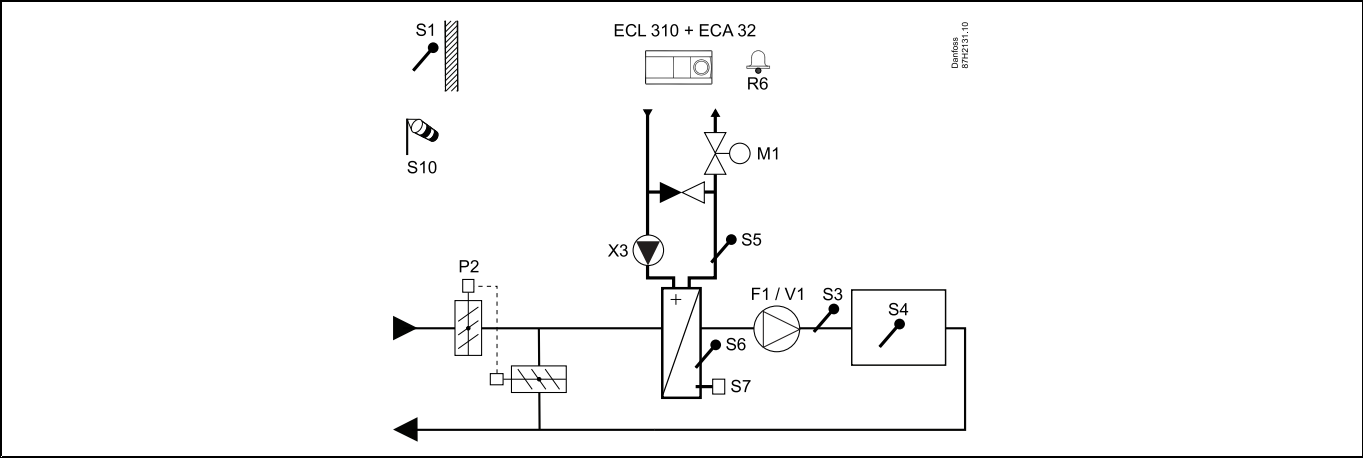 S1
ECL 310 + ECA 32
Danfoss
87H2131.10
R6
S10
M1
X3
S5
P2
F1 / V1
S3
S4
+
S6
S7